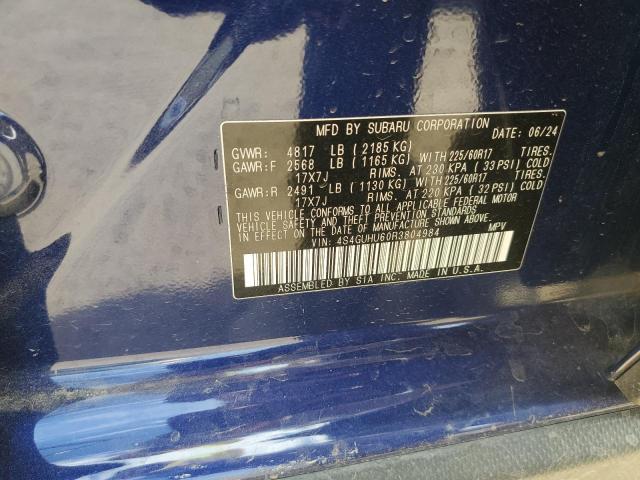 MFD BY SUBARU CORPORATION DATE: 06/24
GVWR: 4817 LB (2185 KG)
GAWR:F 2568 LB (1165 KG) WITH 225/60R17 TIRES.
17X7J RIMS. AT 230 KPA (33 PSI) COLD
GAWR:R 2491 LB (1130 KG) WITH 225/60R17 TIRES.
17X7J RIMS. AT 220 KPA (32 PSI) COLD
THIS VEHICLE CONFORMS TO ALL APPLICABLE FEDERAL MOTOR
VEHICLE SAFETY AND THEFT PREVENTION STANDARDS
IN EFFECT ON THE DATE OF MANUFACTURE SHOWN ABOVE.
VIN: 4S4GUHU60R3804984 MPV
ASSEMBLED BY SIA INC. MADE IN U.S.A.